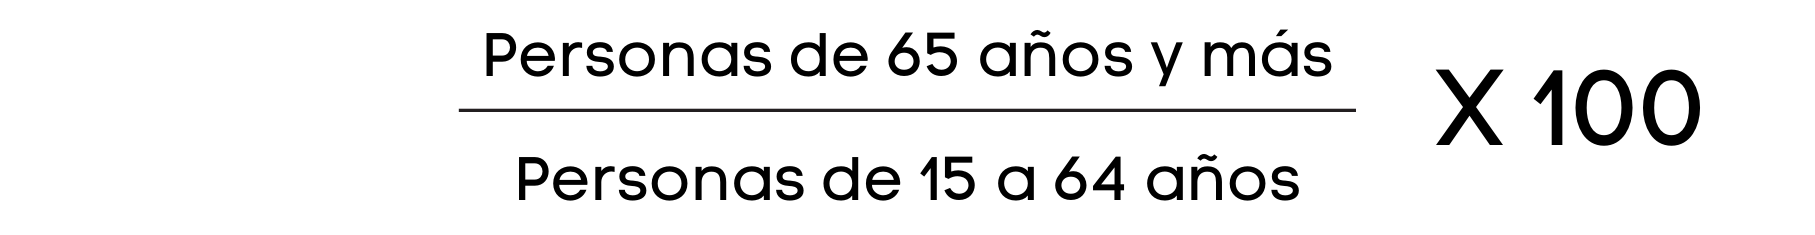 Personas de 65 años y más
X 100
Personas de 15 a 64 años